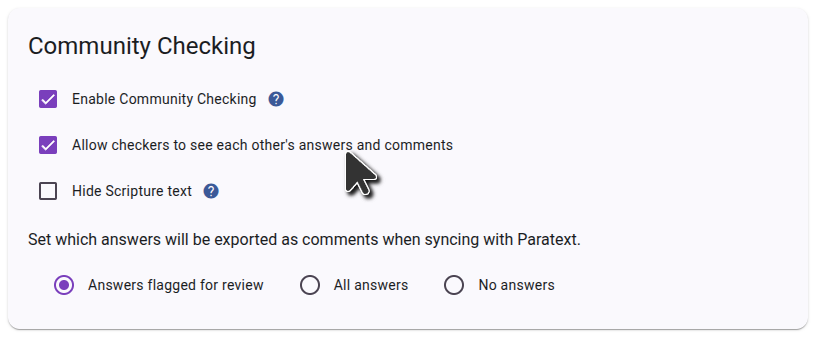 Community Checking
Enable Community Checking ?
Allow checkers to see each other's answers and comments
Hide Scripture text ?
Set which answers will be exported as comments when syncing with Paratext.
Answers flagged for review All answers No answers